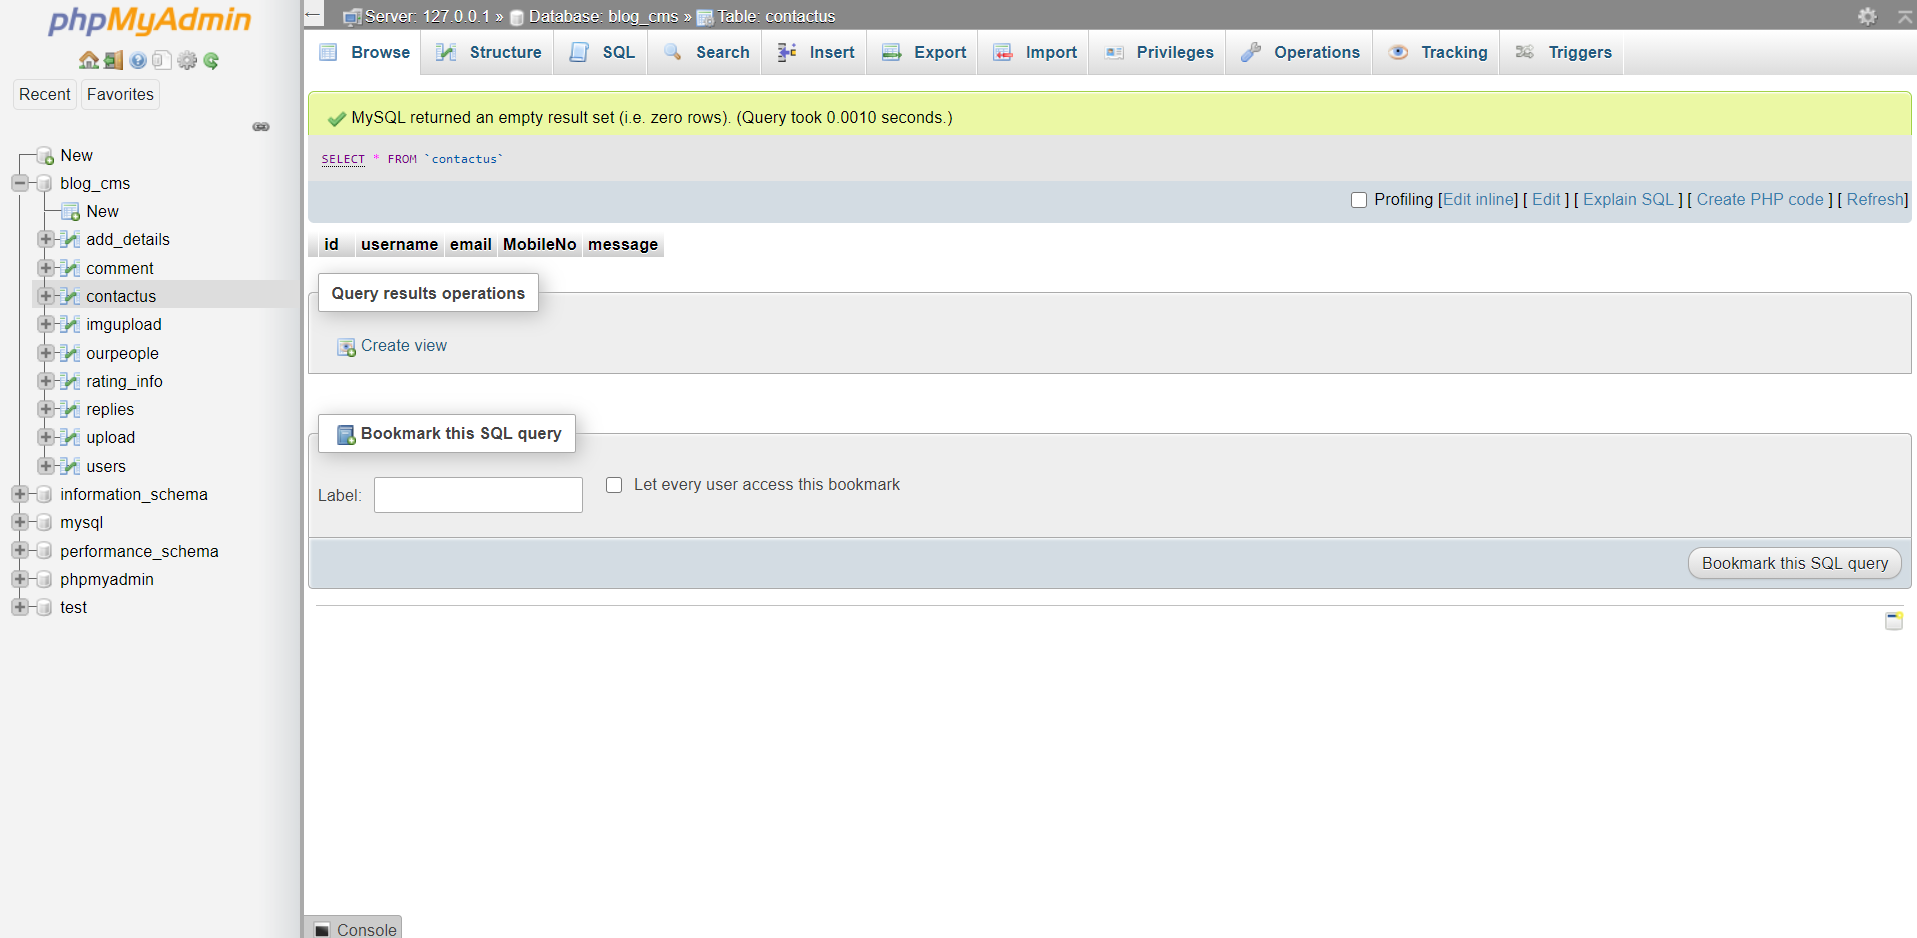 phpMyAdmin
Recent Favorites
New
blog_cms
New
add_details
comment
contactus
imgupload
ourpeople
rating_info
replies
upload
users
information_schema
mysql
performance_schema
phpmyadmin
test
Server: 127.0.0.1 » Database: blog_cms » Table: contactus
Browse Structure SQL Search Insert Export Import Privileges Operations Tracking Triggers
MySQL returned an empty result set (i.e. zero rows). (Query took 0.0010 seconds.)
SELECT * FROM `contactus`
Profiling [Edit inline] [ Edit ] [ Explain SQL ] [ Create PHP code ] [ Refresh]
id username email MobileNo message
Query results operations
Create view
Bookmark this SQL query
Label: Let every user access this bookmark
Bookmark this SQL query
Console